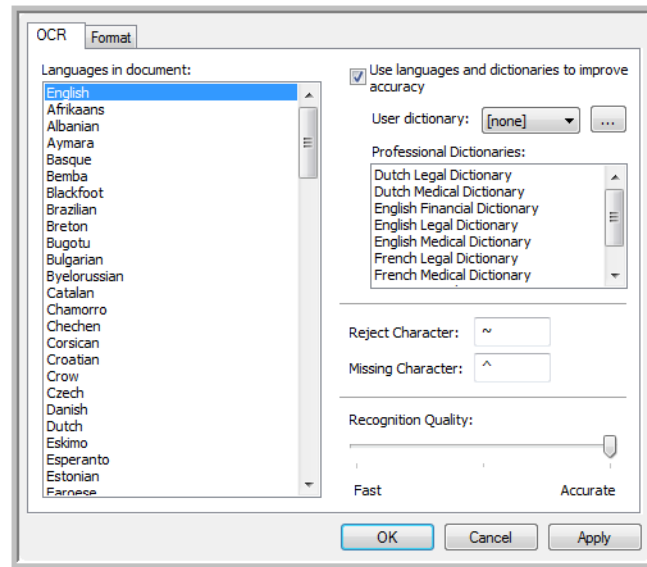 OCR
Format
Languages in document:
English
Afrikaans
Albanian
Aymara
Basque
Bemba
Blackfoot
Brazilian
Breton
Bugotu
Bulgarian
Byelorussian
Catalan
Chamorro
Chechen
Corsican
Croatian
Crow
Czech
Danish
Dutch
Eskimo
Esperanto
Estonian
Faroese
Use languages and dictionaries to improve
accuracy
User dictionary: [none] ...
Professional Dictionaries:
Dutch Legal Dictionary
Dutch Medical Dictionary
English Financial Dictionary
English Legal Dictionary
English Medical Dictionary
French Legal Dictionary
French Medical Dictionary
Reject Character: ~
Missing Character: ^
Recognition Quality:
Fast Accurate
OK Cancel Apply